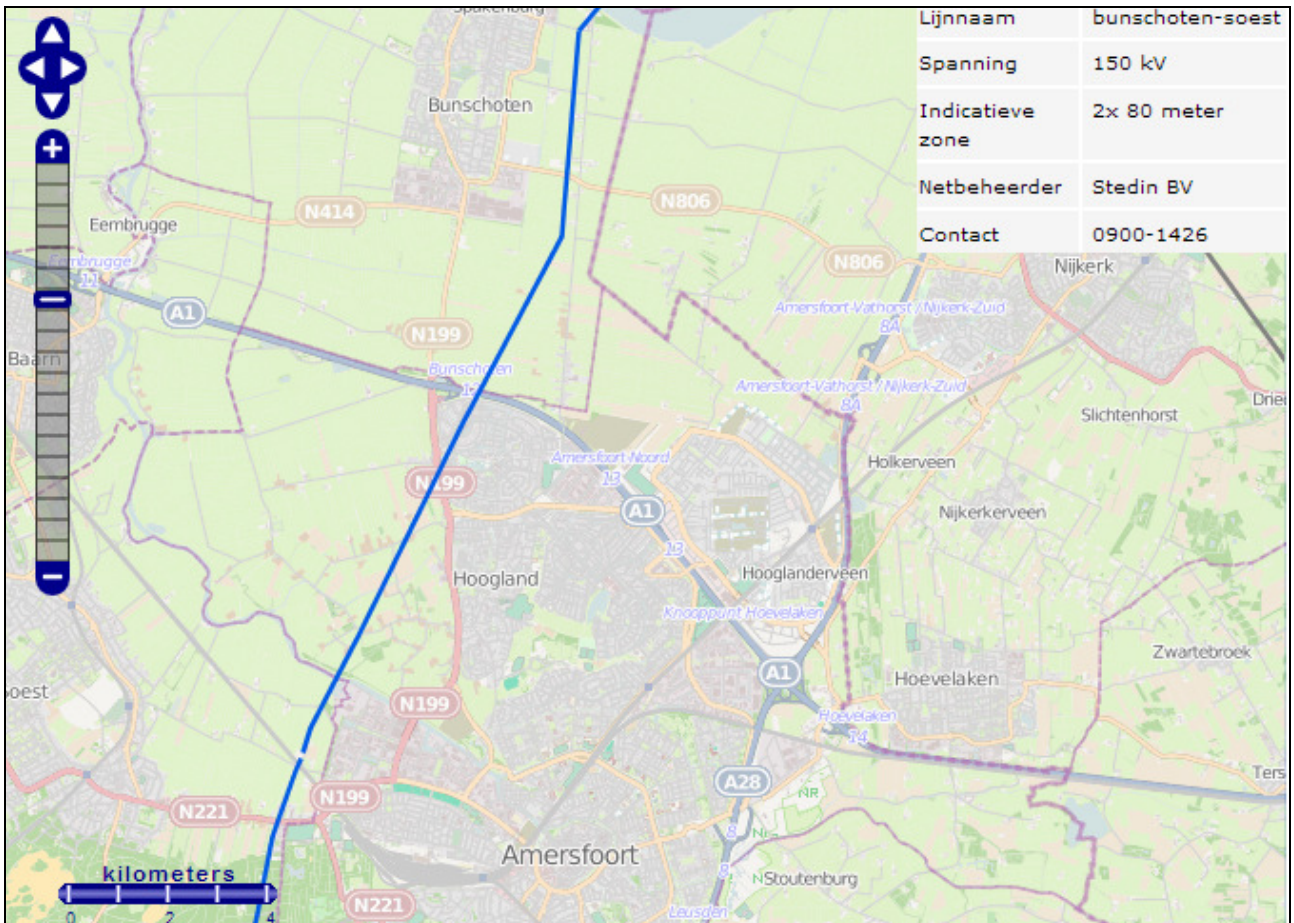 Spakenburg
Lijnnaam bunschoten-soest
Spanning 150 kV
Indicatieve zone 2x 80 meter
Netbeheerder Stedin BV
Contact 0900-1426
Bunschoten
N414
N806
Eembrugge
Eembrugge
11
N806
Nijkerk
A1
Amersfoort-Vathorst / Nijkerk-Zuid
8A
N199
Baarn
Bunschoten
12
Amersfoort-Vathorst / Nijkerk-Zuid
8A
Slichtenhorst
Amersfoort Noord
13
Holkerveen
N199
A1
Nijkerkerveen
13
Hoogland
Hooglanderveen
Knooppunt Hoevelaken
Zwartebroek
A1
Hoevelaken
N199
Hoevelaken
14
A28
NR
N199
N221
8
Amersfoort
kilometers
0 2 4
8
Stoutenburg
N221
Leusden